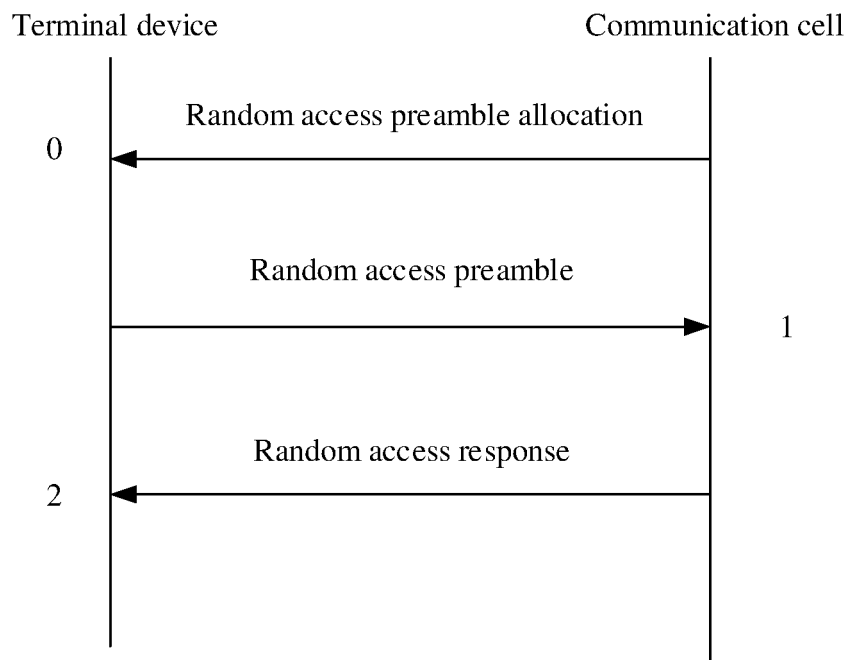 Terminal device
Communication cell
Random access preamble allocation
0
Random access preamble
1
Random access response
2